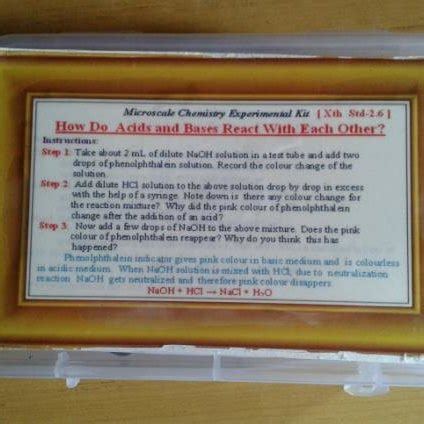 Microscale Chemistry Experimental Kit [ Xth Std-2.6 ]
How Do Acids and Bases React With Each Other?
Instructions:
Step 1: Take about 2 mL of dilute NaOH solution in a test tube and add two
drops of phenolphthalein solution. Record the colour change of the
solution.
Step 2: Add dilute HCl solution to the above solution drop by drop in excess
with the help of a syringe. Note down is there any colour change for
the reaction mixture? Why did the pink colour of phenolphthalein
change after the addition of an acid?
Step 3: Now add a few drops of NaOH to the above mixture. Does the pink
colour of phenolphthalein reappear? Why do you think this has
happened?
Phenolphthalein indicator gives pink colour in basic medium and is colourless
in acidic medium. When NaOH solution is mixed with HCl, due to neutralization
reaction NaOH gets neutralized and therefore pink colour disappers.
NaOH + HCl → NaCl + H₂O